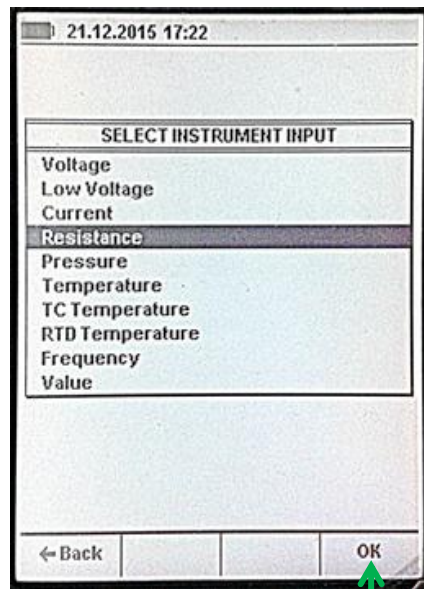 21.12.2015 17:22
SELECT INSTRUMENT INPUT
Voltage
Low Voltage
Current
Resistance
Pressure
Temperature
TC Temperature
RTD Temperature
Frequency
Value
←Back OK